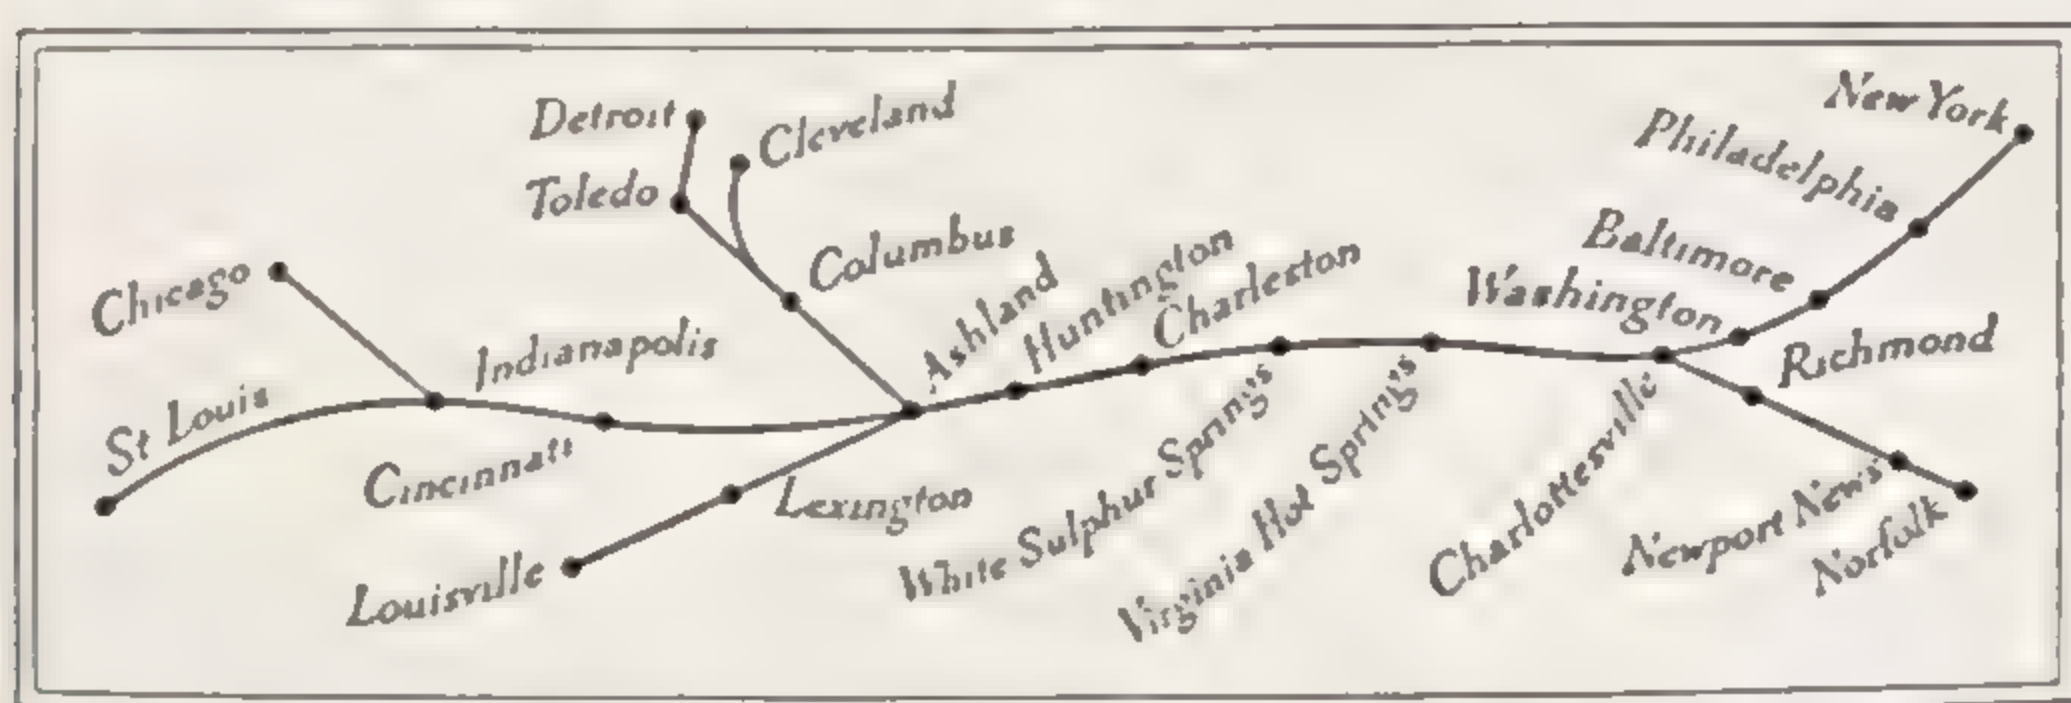 New York
Detroit
Cleveland
Philadelphia
Toledo
Columbus
Baltimore
Chicago
Ashland
Huntington
Charleston
Washington
Indianapolis
Richmond
St Louis
Cincinnati
Lexington
White Sulphur Springs
Virginia Hot Springs
Charlottesville
Newport News
Norfolk
Louisville